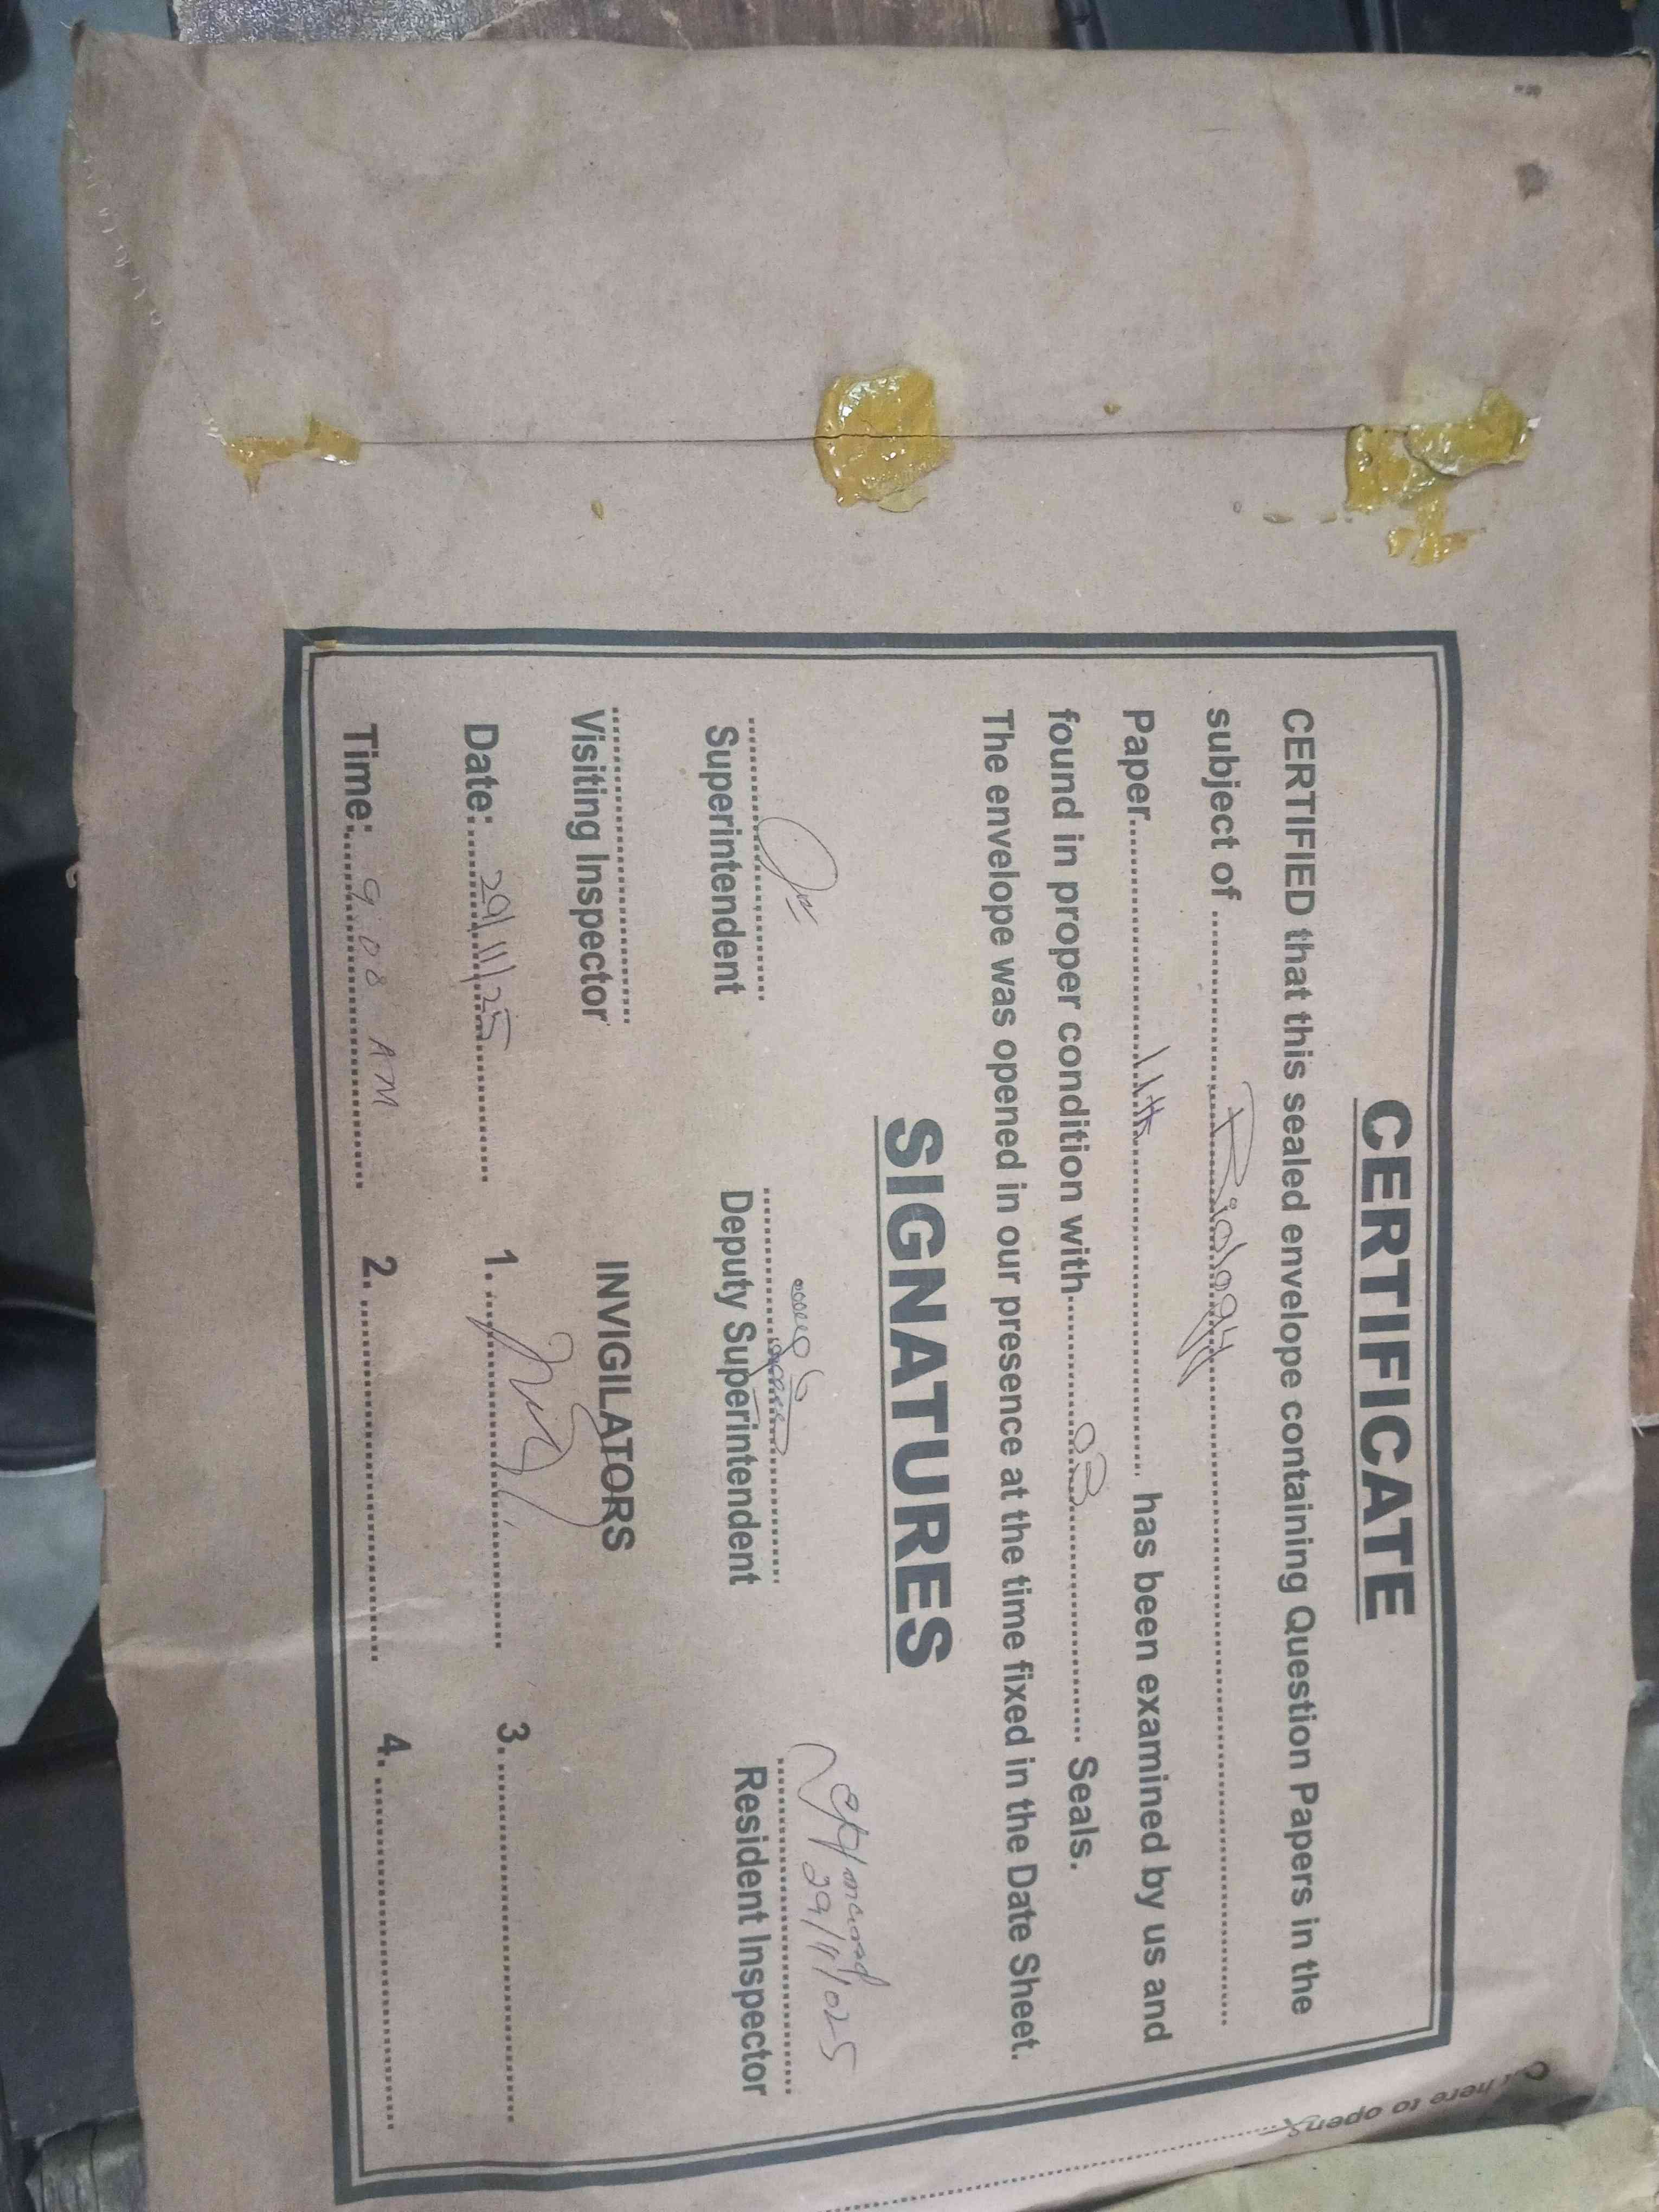 CERTIFICATE
CERTIFIED that this sealed envelope containing Question Papers in the
subject of ........Biology........
Paper........11th........ has been examined by us and
found in proper condition with........03........ Seals.
The envelope was opened in our presence at the time fixed in the Date Sheet.
SIGNATURES
29/11/025
Superintendent Deputy Superintendent Resident Inspector
Visiting Inspector INVIGILATORS
Date:....29/11/25.... 1. ........ 3. ........
Time:....9:08 AM.... 2. ........ 4. ........
here to open